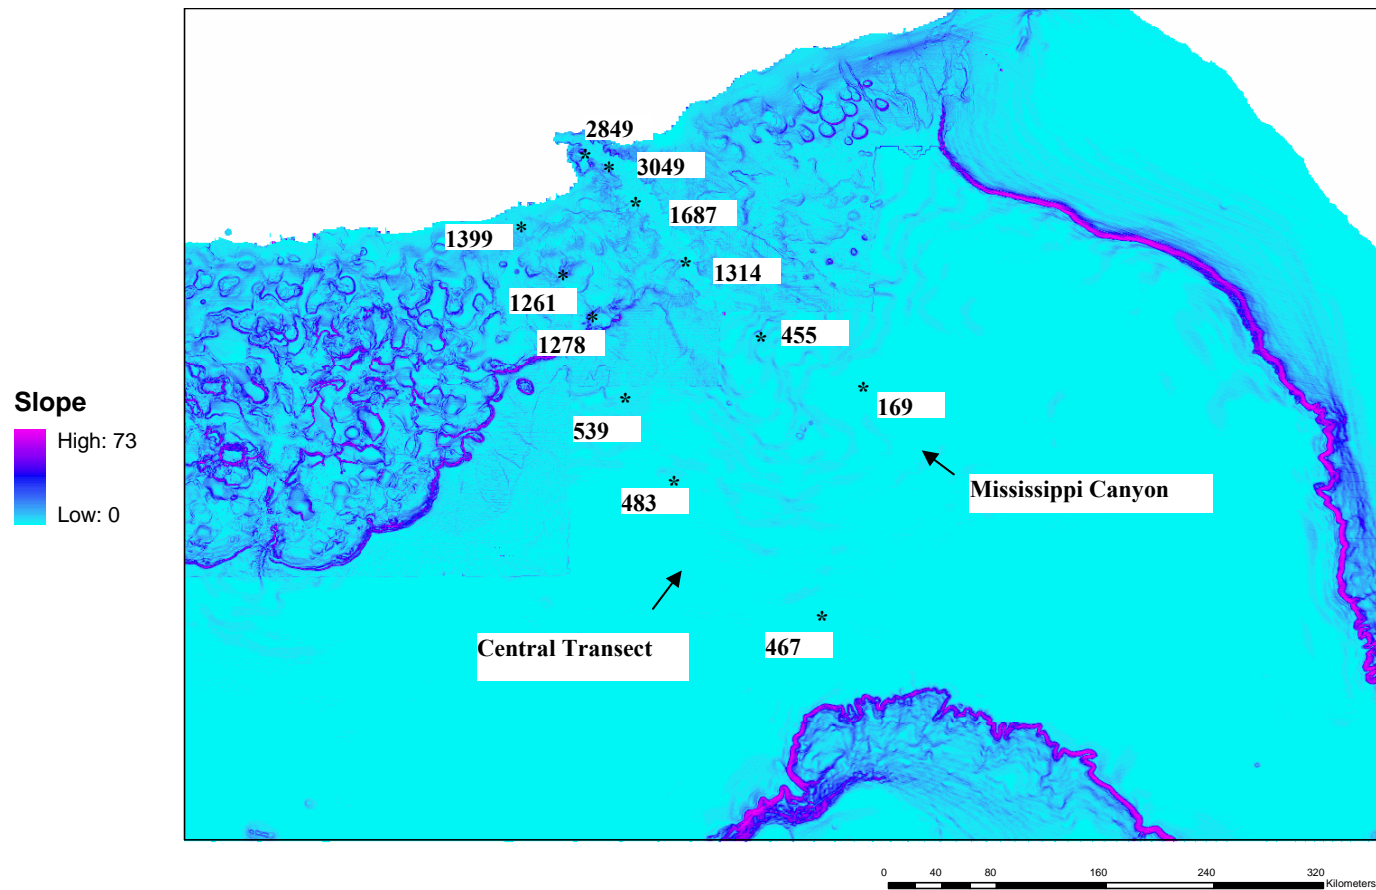 2849
3049
1687
1399
1314
1261
1278
455
169
539
Slope
High: 73
Low: 0
483
Mississippi Canyon
Central Transect
467
0 40 80 160 240 320
Kilometers